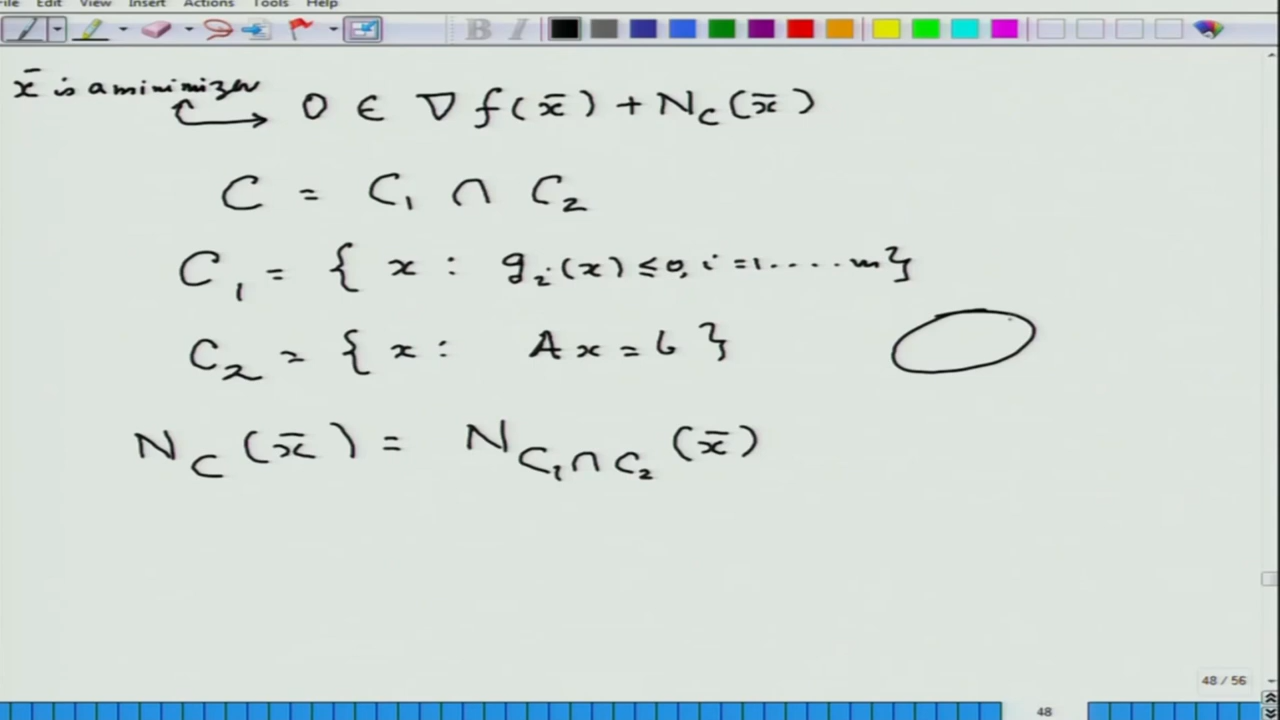 File Edit View Insert Actions Tools Help
x̄ is a minimizer
0 ∈ ∇ f(x̄) + N_C(x̄)
C = C₁ ∩ C₂
C₁ = { x : gᵢ(x) ≤ 0, i = 1 ..... m }
C₂ = { x : Ax = b }
N_C(x̄) = N_{C₁∩C₂}(x̄)
48 / 56
48